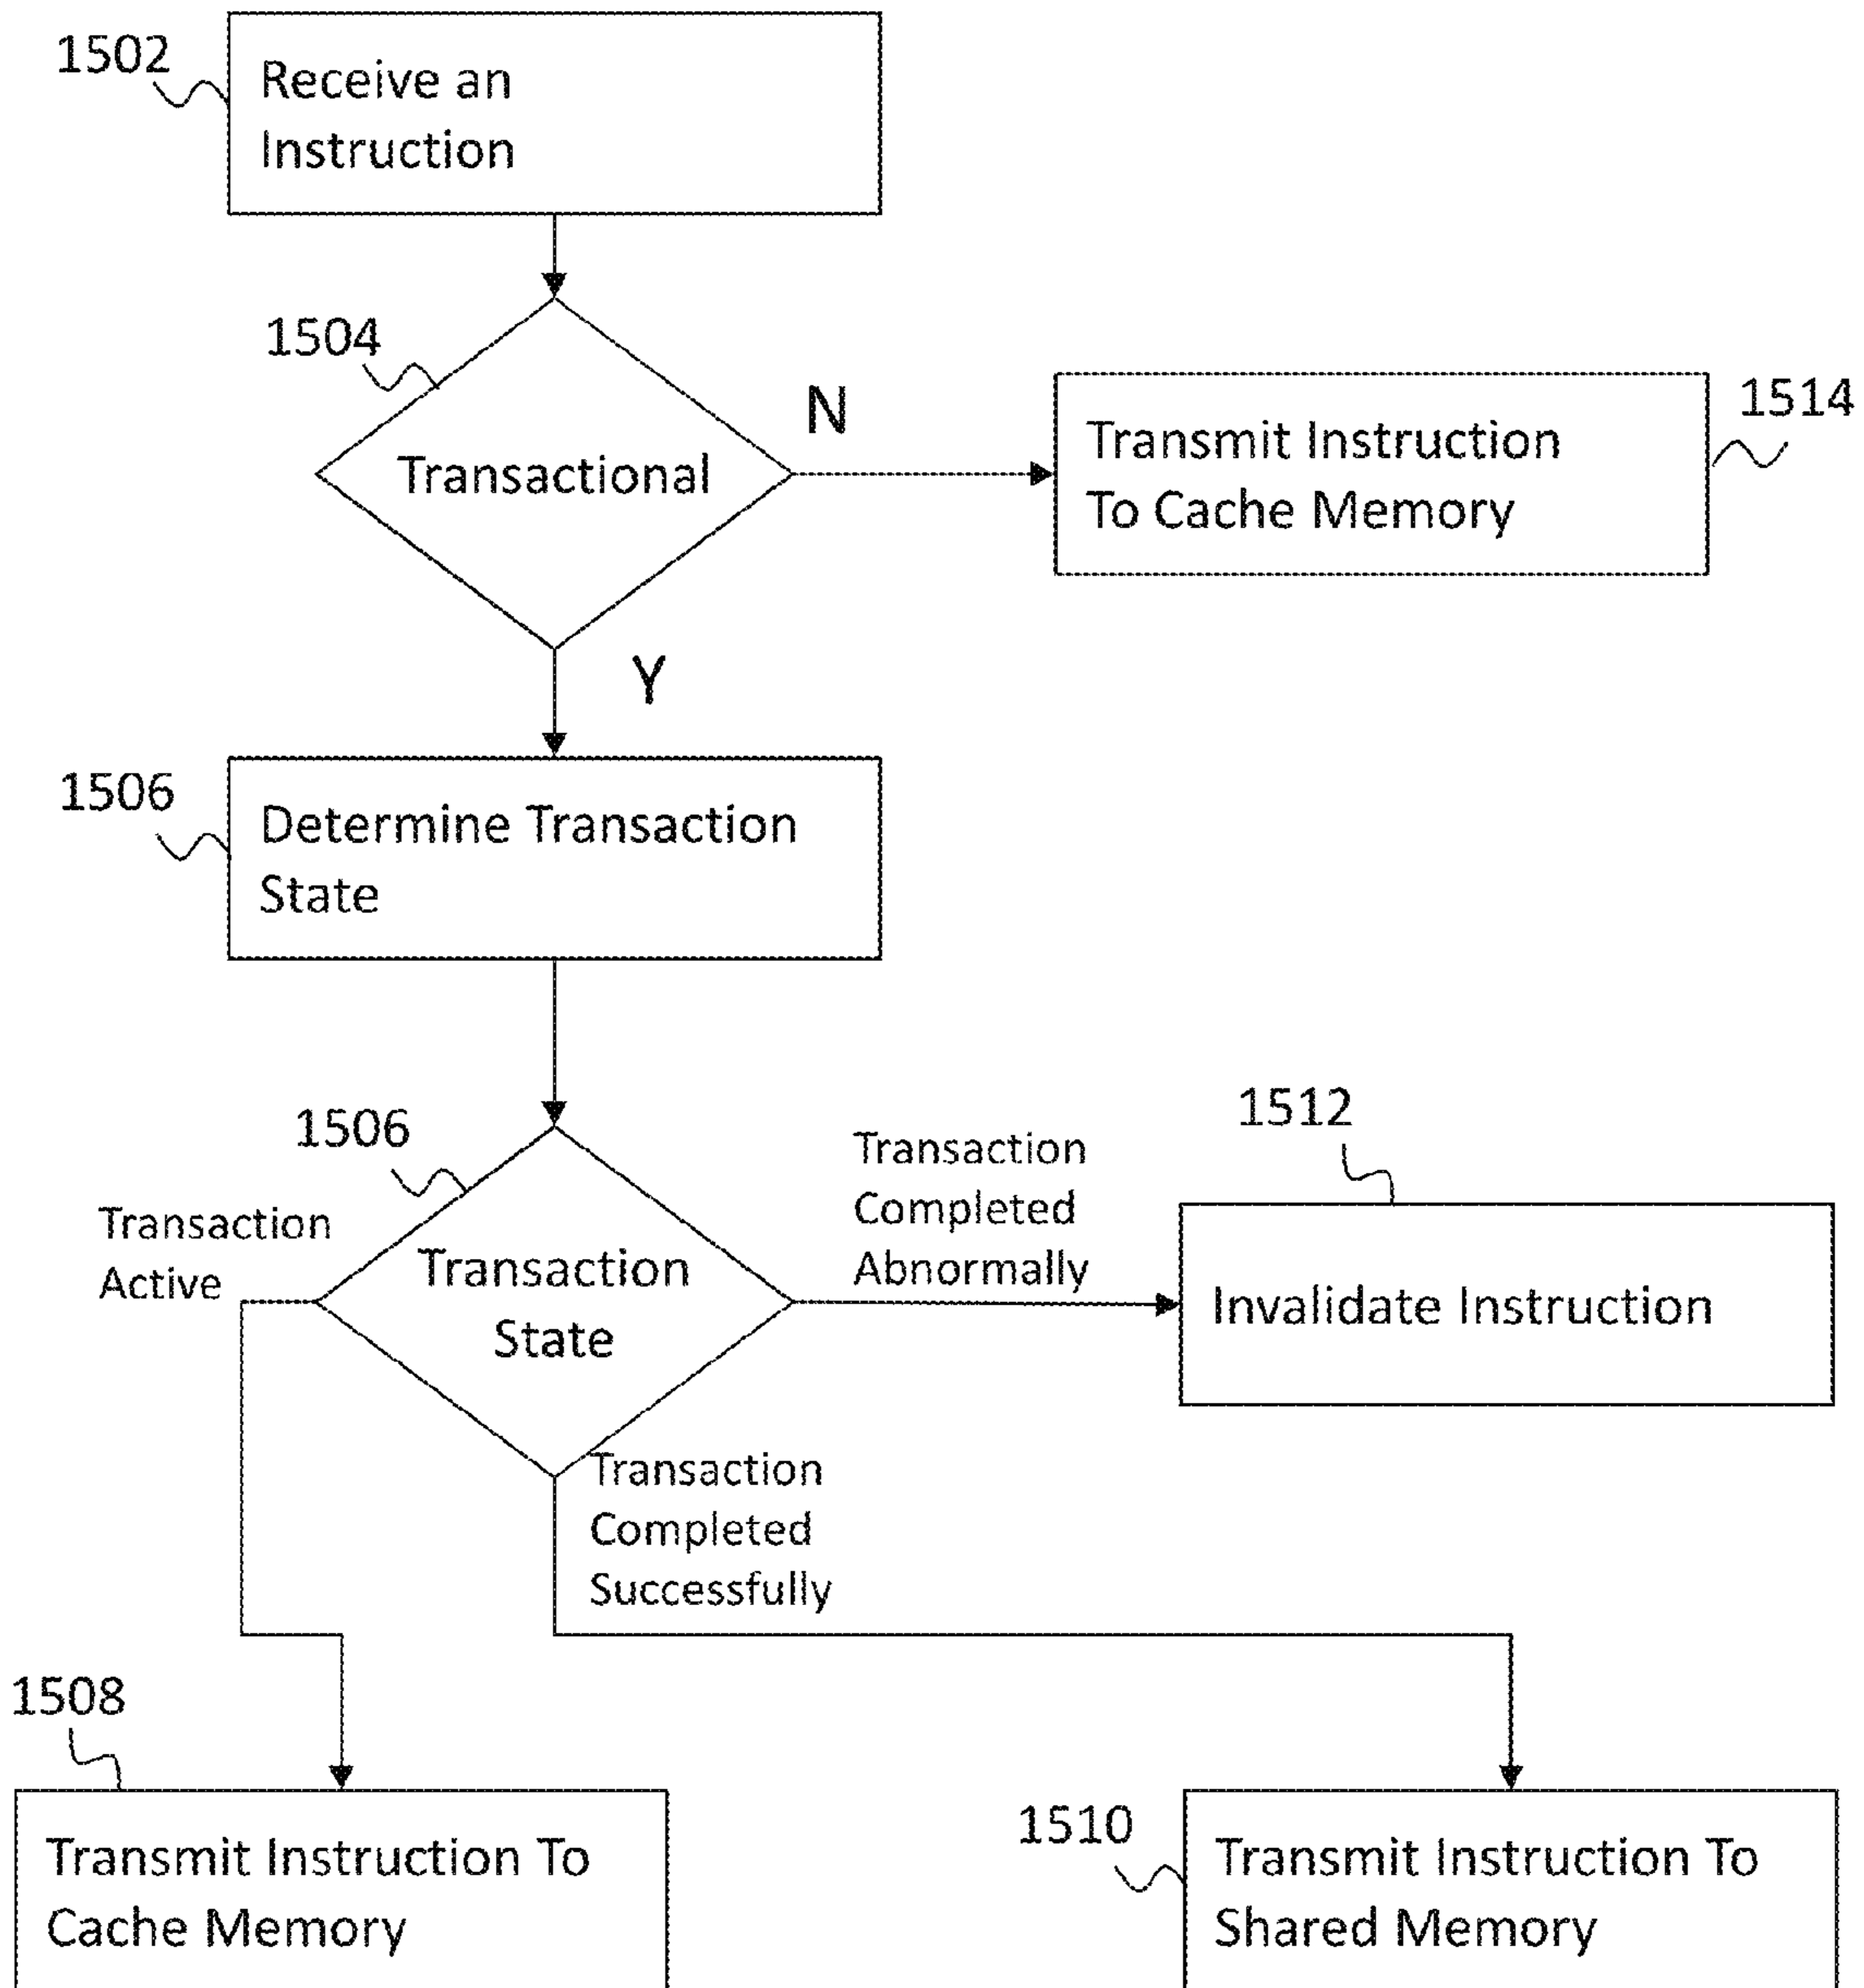 1502
Receive an
Instruction
1504
Transactional
N
Transmit Instruction
To Cache Memory
1514
Y
1506
Determine Transaction
State
1506
Transaction
Active
Transaction
State
Transaction
Completed
Abnormally
1512
Invalidate Instruction
Transaction
Completed
Successfully
1508
Transmit Instruction To
Cache Memory
1510
Transmit Instruction To
Shared Memory